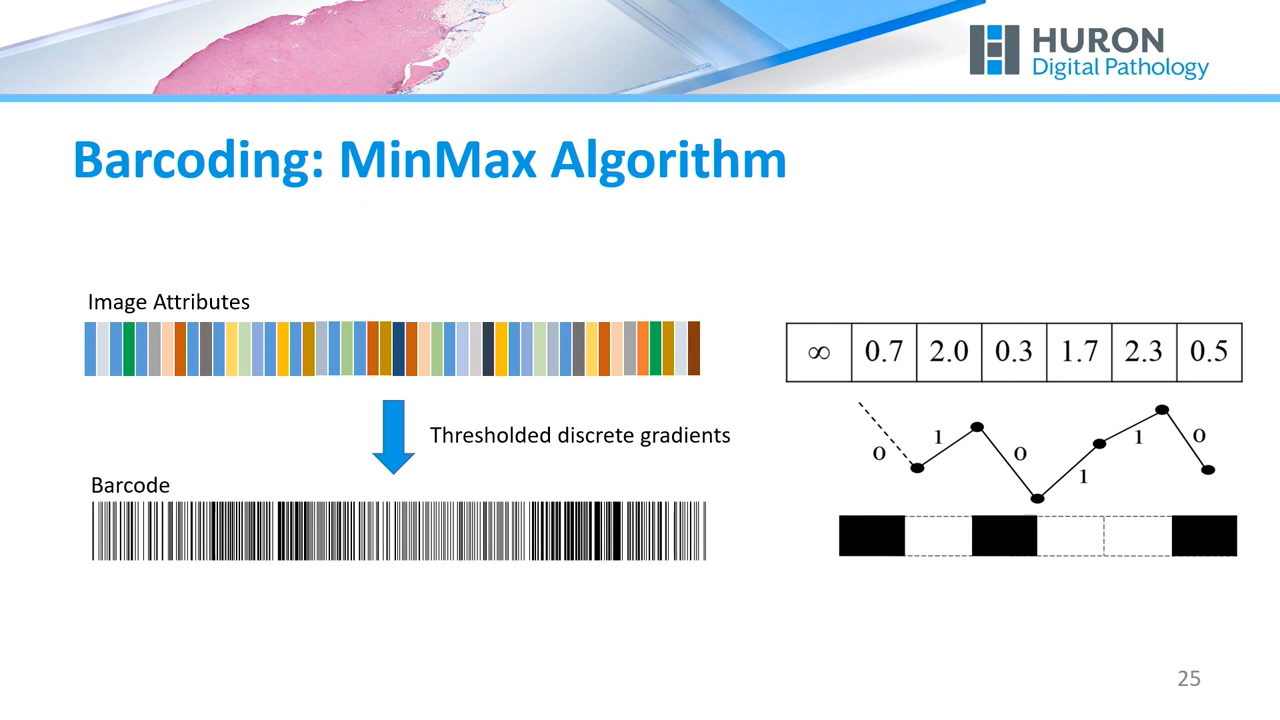 HURON
Digital Pathology
Barcoding: MinMax Algorithm
Image Attributes
Thresholded discrete gradients
Barcode
∞ 0.7 2.0 0.3 1.7 2.3 0.5
0 1 0 1 1 0
25